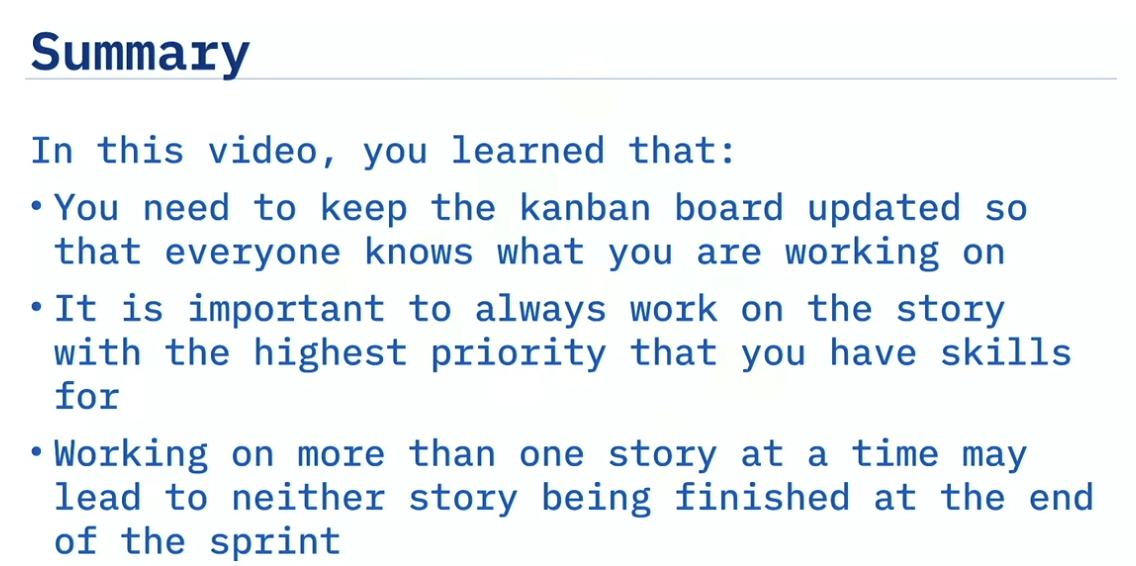 Summary
In this video, you learned that:
• You need to keep the kanban board updated so
that everyone knows what you are working on
• It is important to always work on the story
with the highest priority that you have skills
for
• Working on more than one story at a time may
lead to neither story being finished at the end
of the sprint